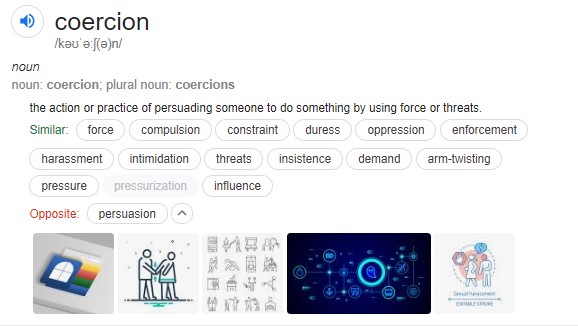 coercion
/kəʊˈəːʃ(ə)n/
noun
noun: coercion; plural noun: coercions
the action or practice of persuading someone to do something by using force or threats.
Similar: force compulsion constraint duress oppression enforcement
harassment intimidation threats insistence demand arm-twisting
pressure pressurization influence
Opposite: persuasion
Sexual harassment
EDITABLE STROKE